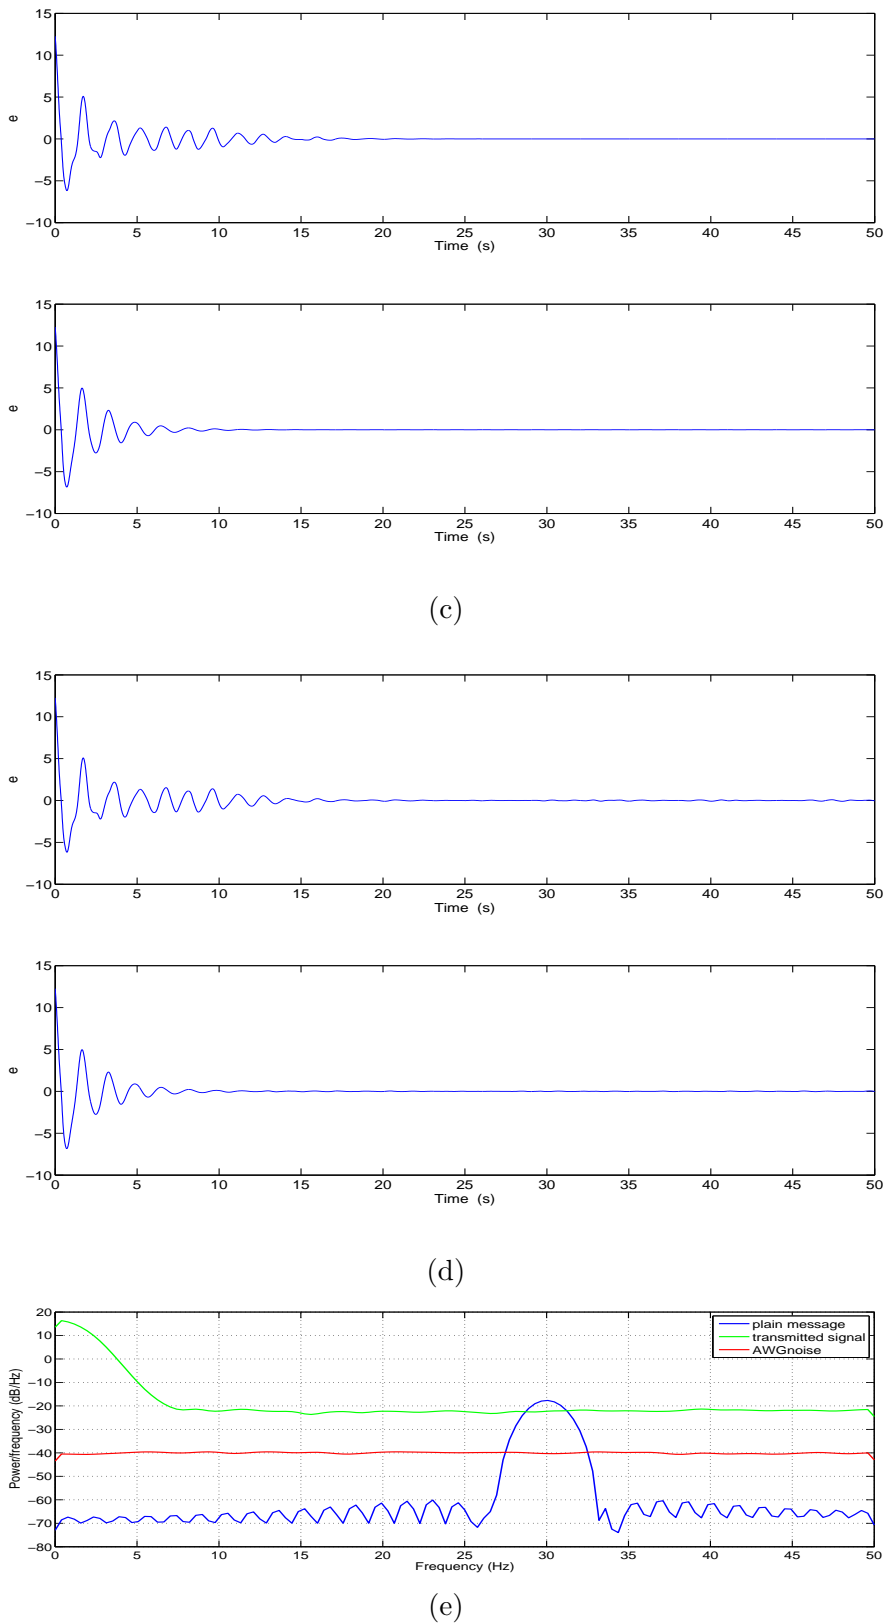 15
10
5
0
−5
−10
e
0 5 10 15 20 25 30 35 40 45 50
Time (s)
15
10
5
0
−5
−10
e
0 5 10 15 20 25 30 35 40 45 50
Time (s)
(c)
15
10
5
0
−5
−10
e
0 5 10 15 20 25 30 35 40 45 50
Time (s)
15
10
5
0
−5
−10
e
0 5 10 15 20 25 30 35 40 45 50
Time (s)
(d)
20
10
0
−10
−20
−30
−40
−50
−60
−70
−80
Power/frequency (dB/Hz)
plain message
transmitted signal
AWGnoise
0 5 10 15 20 25 30 35 40 45 50
Frequency (Hz)
(e)